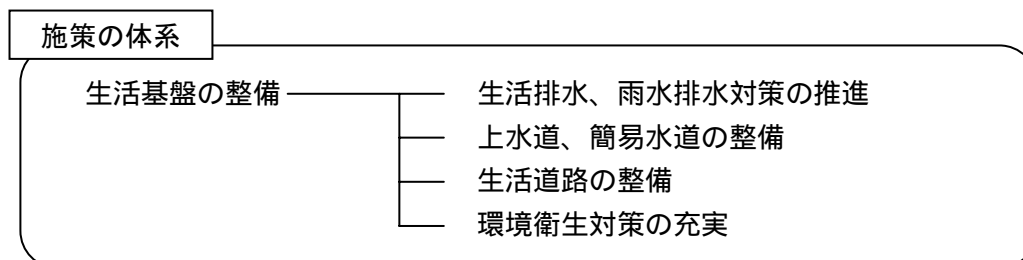 施策の体系
生活基盤の整備
生活排水、雨水排水対策の推進
上水道、簡易水道の整備
生活道路の整備
環境衛生対策の充実